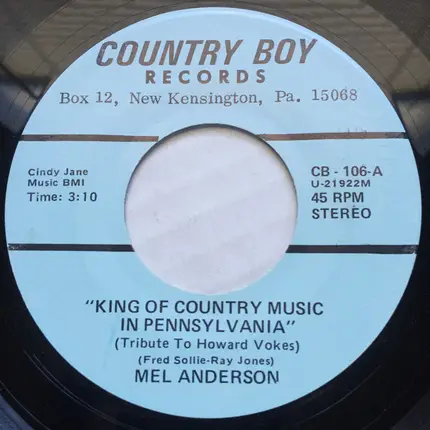 COUNTRY BOY
RECORDS
Box 12, New Kensington, Pa. 15068
Cindy Jane
Music BMI
Time: 3:10
CB - 106-A
U-21922M
45 RPM
STEREO
"KING OF COUNTRY MUSIC
IN PENNSYLVANIA"
(Tribute To Howard Vokes)
(Fred Sollie-Ray Jones)
MEL ANDERSON